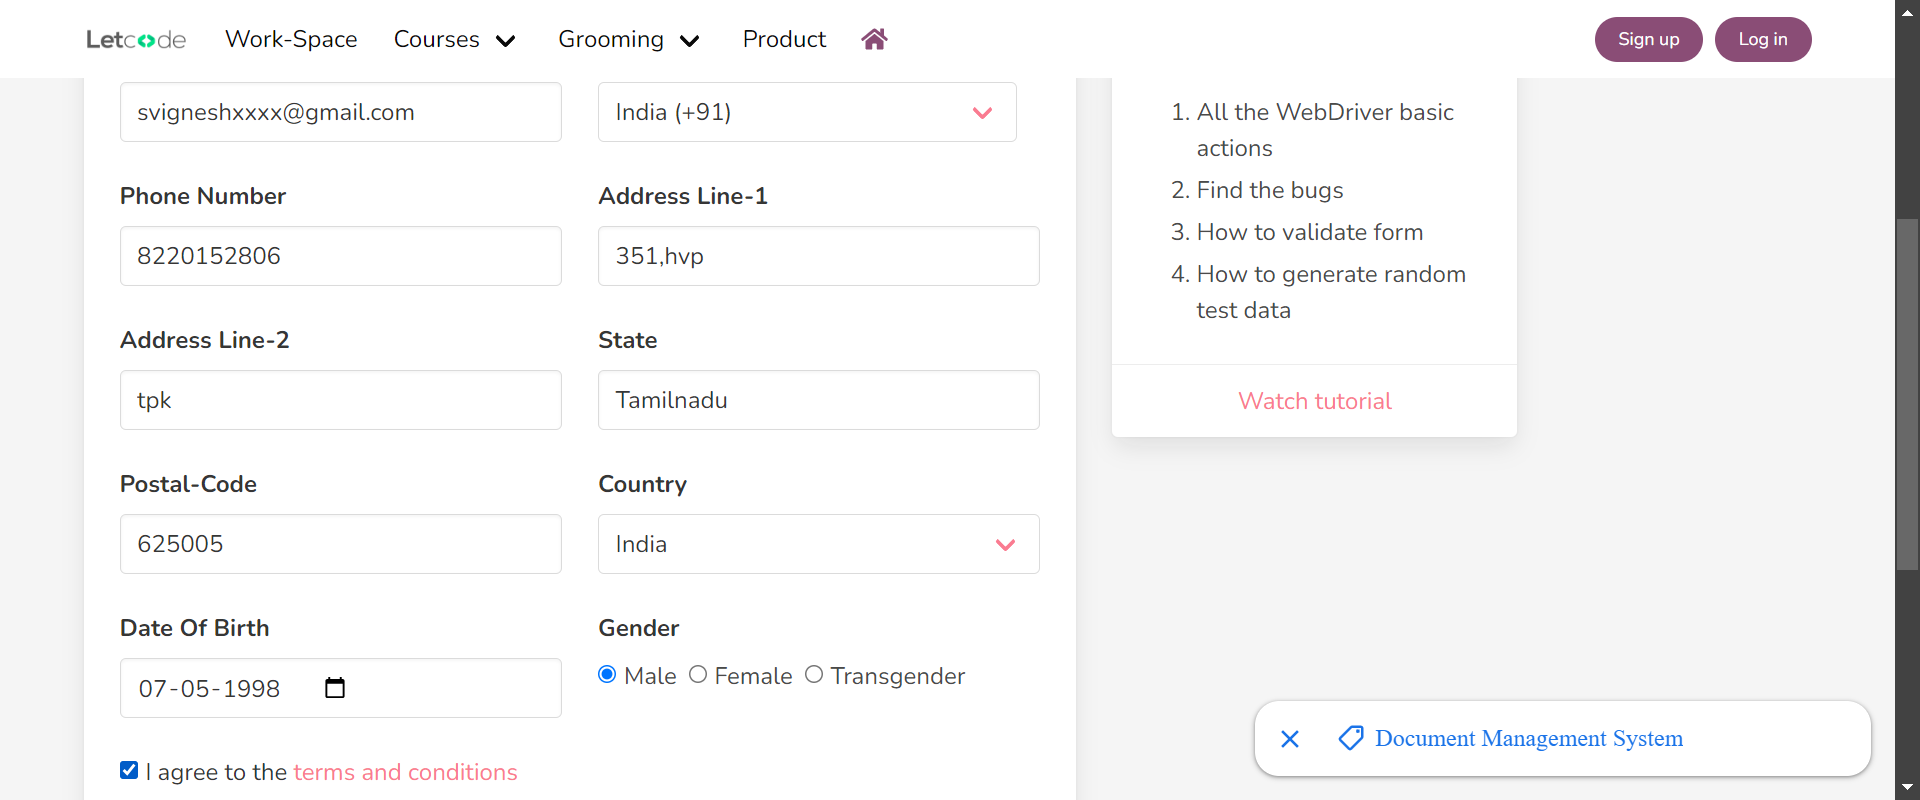 Letcode Work-Space Courses Grooming Product Sign up Log in
svigneshxxxx@gmail.com India (+91)
Phone Number Address Line-1
8220152806 351,hvp
Address Line-2 State
tpk Tamilnadu
Postal-Code Country
625005 India
Date Of Birth Gender
07-05-1998 Male Female Transgender
I agree to the terms and conditions
1. All the WebDriver basic
actions
2. Find the bugs
3. How to validate form
4. How to generate random
test data
Watch tutorial
Document Management System